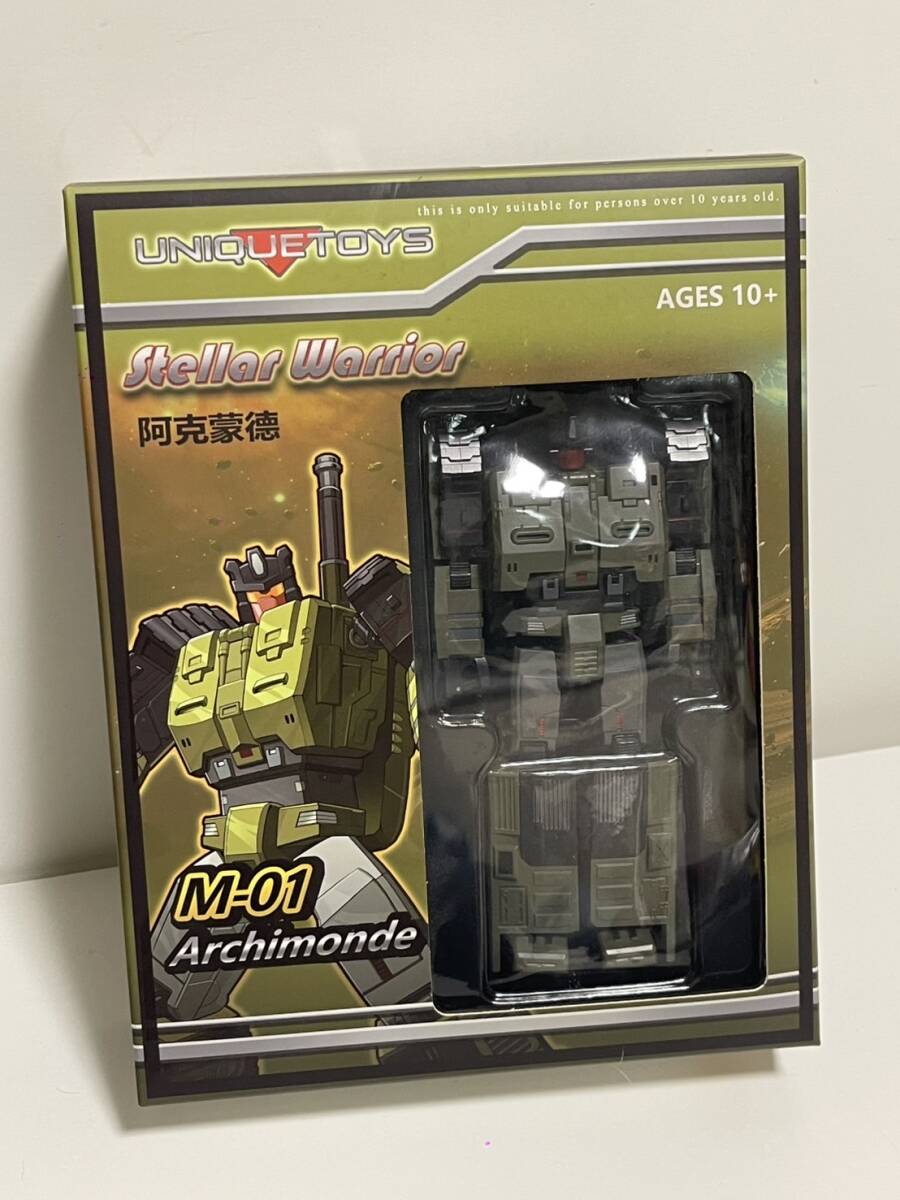 this is only suitable for persons over 10 years old.
UNIQUETOYS
AGES 10+
Stellar Warrior
阿克蒙德
M-01
Archimonde